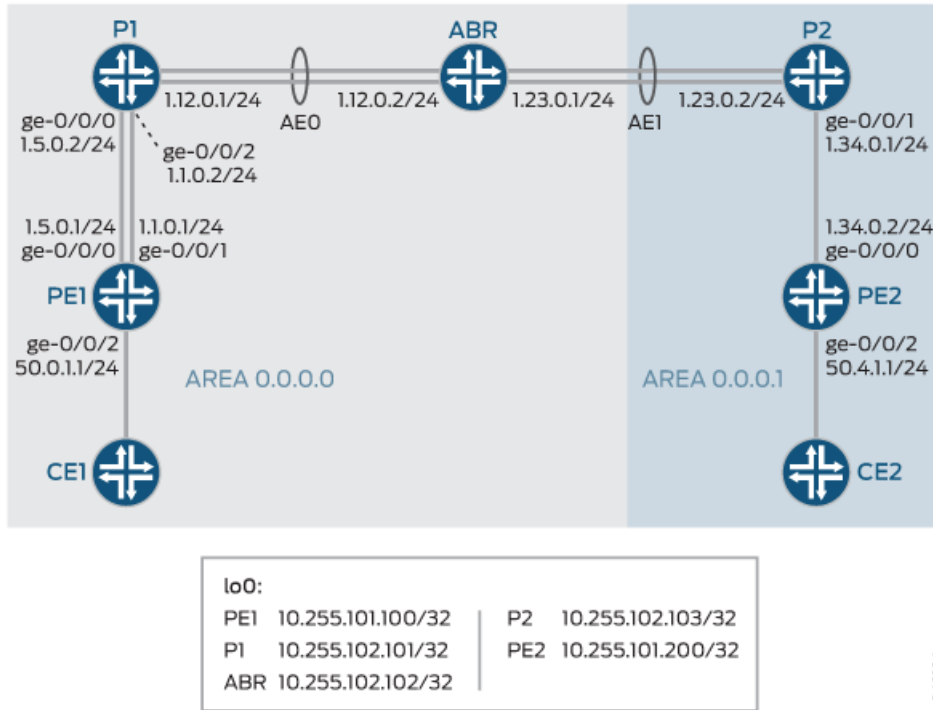 P1
ABR
P2
1.12.0.1/24
1.12.0.2/24
1.23.0.1/24
1.23.0.2/24
AE0
AE1
ge-0/0/0
1.5.0.2/24
ge-0/0/2
1.1.0.2/24
ge-0/0/1
1.34.0.1/24
1.5.0.1/24
ge-0/0/0
1.1.0.1/24
ge-0/0/1
1.34.0.2/24
ge-0/0/0
PE1
PE2
ge-0/0/2
50.0.1.1/24
ge-0/0/2
50.4.1.1/24
AREA 0.0.0.0
AREA 0.0.0.1
CE1
CE2
lo0:
PE1 10.255.101.100/32
P2 10.255.102.103/32
P1 10.255.102.101/32
PE2 10.255.101.200/32
ABR 10.255.102.102/32